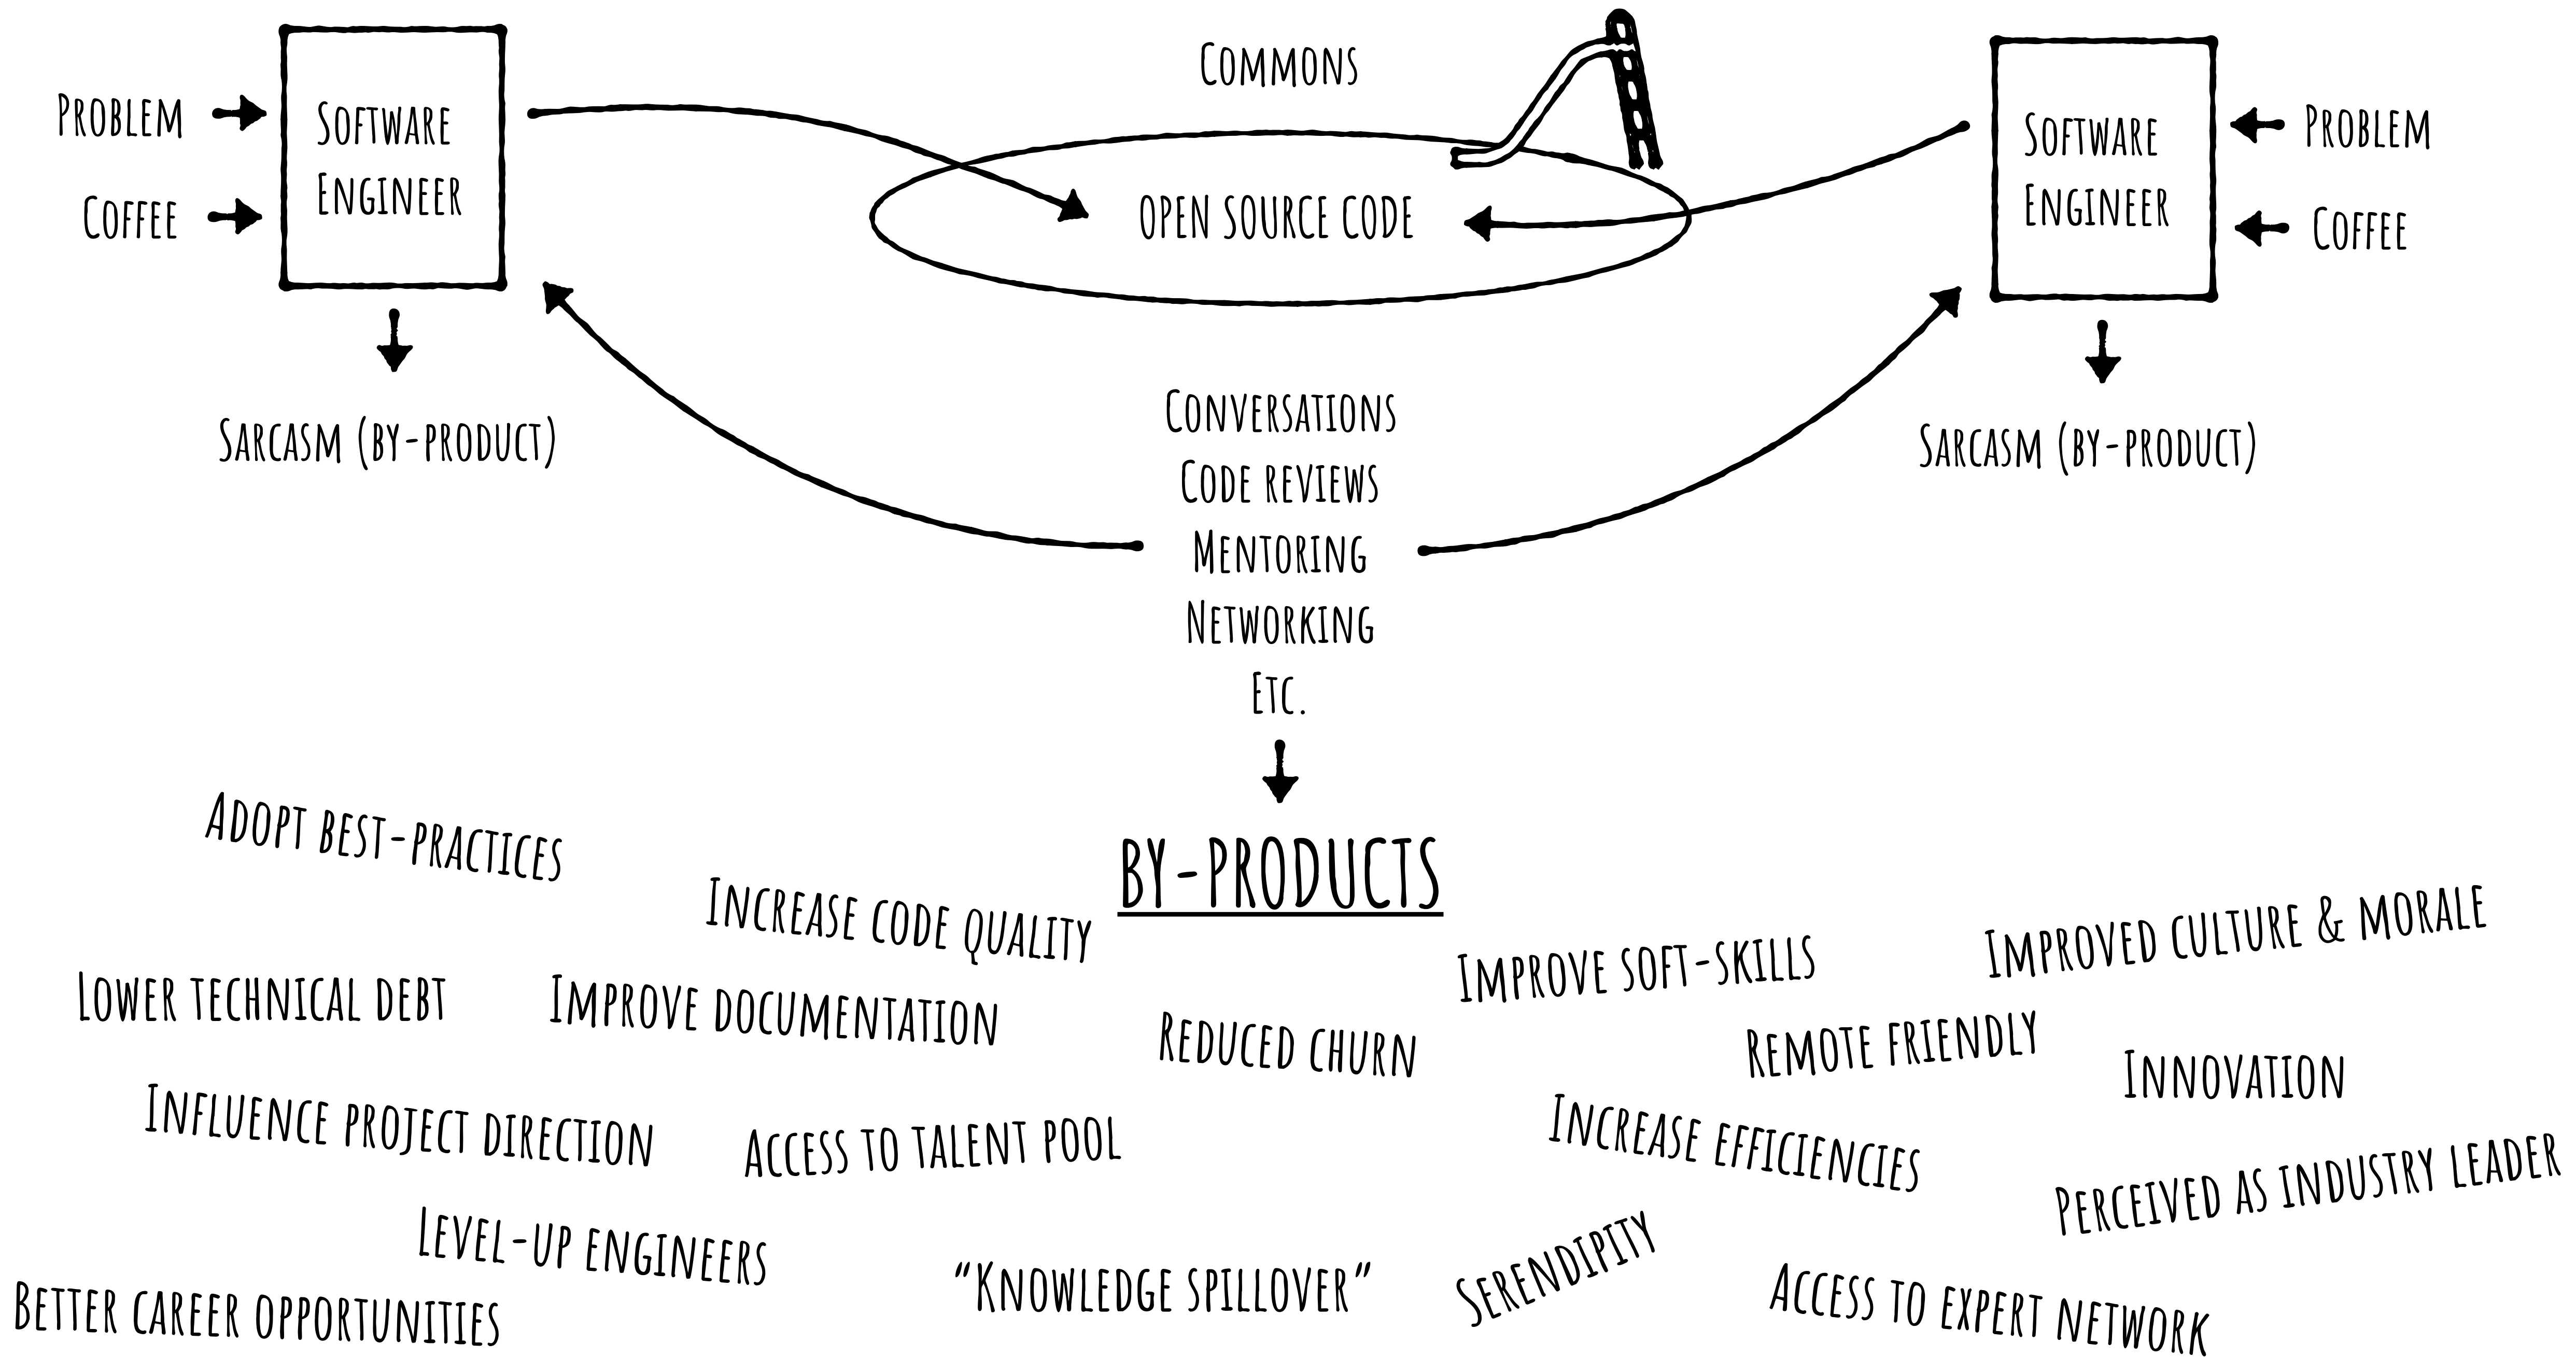 COMMONS
PROBLEM
COFFEE
SOFTWARE
ENGINEER
SARCASM (BY-PRODUCT)
OPEN SOURCE CODE
SOFTWARE
ENGINEER
PROBLEM
COFFEE
SARCASM (BY-PRODUCT)
CONVERSATIONS
CODE REVIEWS
MENTORING
NETWORKING
ETC.
BY-PRODUCTS
ADOPT BEST-PRACTICES
INCREASE CODE QUALITY
LOWER TECHNICAL DEBT
IMPROVE DOCUMENTATION
REDUCED CHURN
IMPROVE SOFT-SKILLS
IMPROVED CULTURE & MORALE
REMOTE FRIENDLY
INNOVATION
INFLUENCE PROJECT DIRECTION
ACCESS TO TALENT POOL
INCREASE EFFICIENCIES
PERCEIVED AS INDUSTRY LEADER
LEVEL-UP ENGINEERS
BETTER CAREER OPPORTUNITIES
“KNOWLEDGE SPILLOVER”
SERENDIPITY
ACCESS TO EXPERT NETWORK